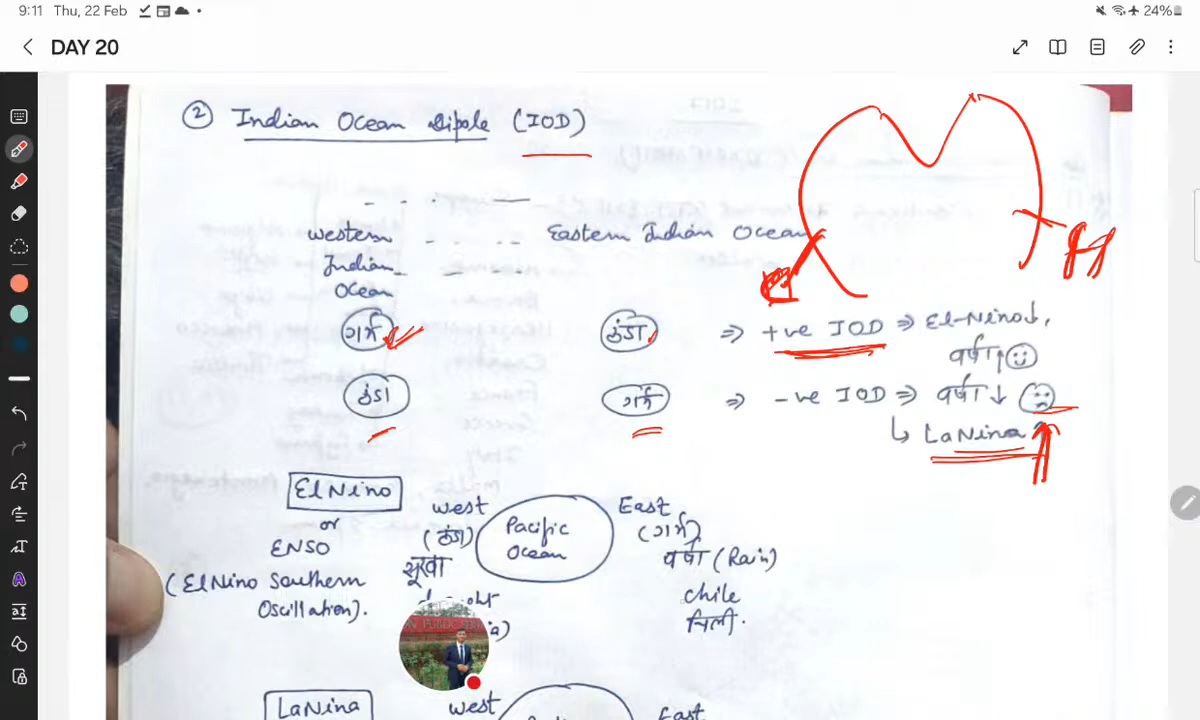 9:11 Thu, 22 Feb
24%
DAY 20
② Indian Ocean Dipole (IOD)
western Indian Ocean
Eastern Indian Ocean
गर्म ठंडा ⇒ +ve IOD ⇒ El-Nino↓,
वर्षा↑
ठंडा गर्म ⇒ -ve IOD ⇒ वर्षा↓
↳ LaNina
El Nino
or
ENSO
(El Nino Southern
Oscillation).
west
(ठंडा)
सूखा
Pacific
Ocean
East
(गर्म)
वर्षा (Rain)
chile
चिली.
LaNina
west
East